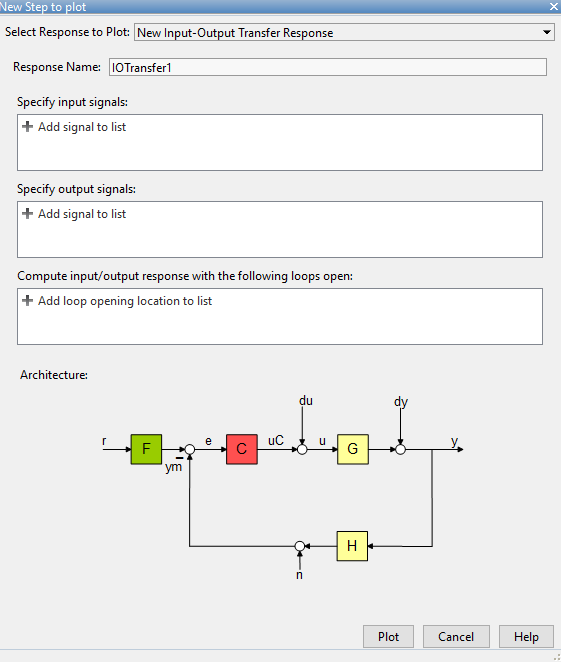 New Step to plot
Select Response to Plot: New Input-Output Transfer Response
Response Name: IOTransfer1
Specify input signals:
Add signal to list
Specify output signals:
Add signal to list
Compute input/output response with the following loops open:
Add loop opening location to list
Architecture:
du dy
r F e C uC u G y
ym
H
n
Plot Cancel Help